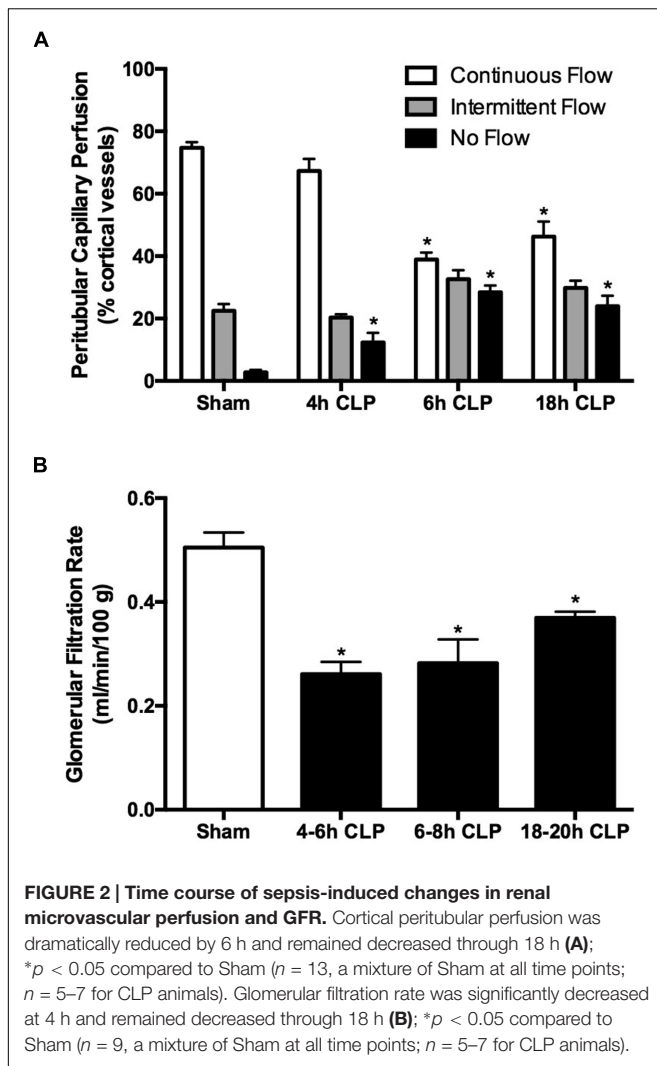 A
100
80
60
40
20
0
Peritubular Capillary Perfusion
(% cortical vessels)
Continuous Flow
Intermittent Flow
No Flow
*
*
*
*
*
Sham 4h CLP 6h CLP 18h CLP
B
0.6
0.4
0.2
0.0
Glomerular Filtration Rate
(ml/min/100 g)
*
*
*
Sham 4-6h CLP 6-8h CLP 18-20h CLP
FIGURE 2 | Time course of sepsis-induced changes in renal
microvascular perfusion and GFR. Cortical peritubular perfusion was
dramatically reduced by 6 h and remained decreased through 18 h (A);
*p < 0.05 compared to Sham (n = 13, a mixture of Sham at all time points;
n = 5–7 for CLP animals). Glomerular filtration rate was significantly decreased
at 4 h and remained decreased through 18 h (B); *p < 0.05 compared to
Sham (n = 9, a mixture of Sham at all time points; n = 5–7 for CLP animals).